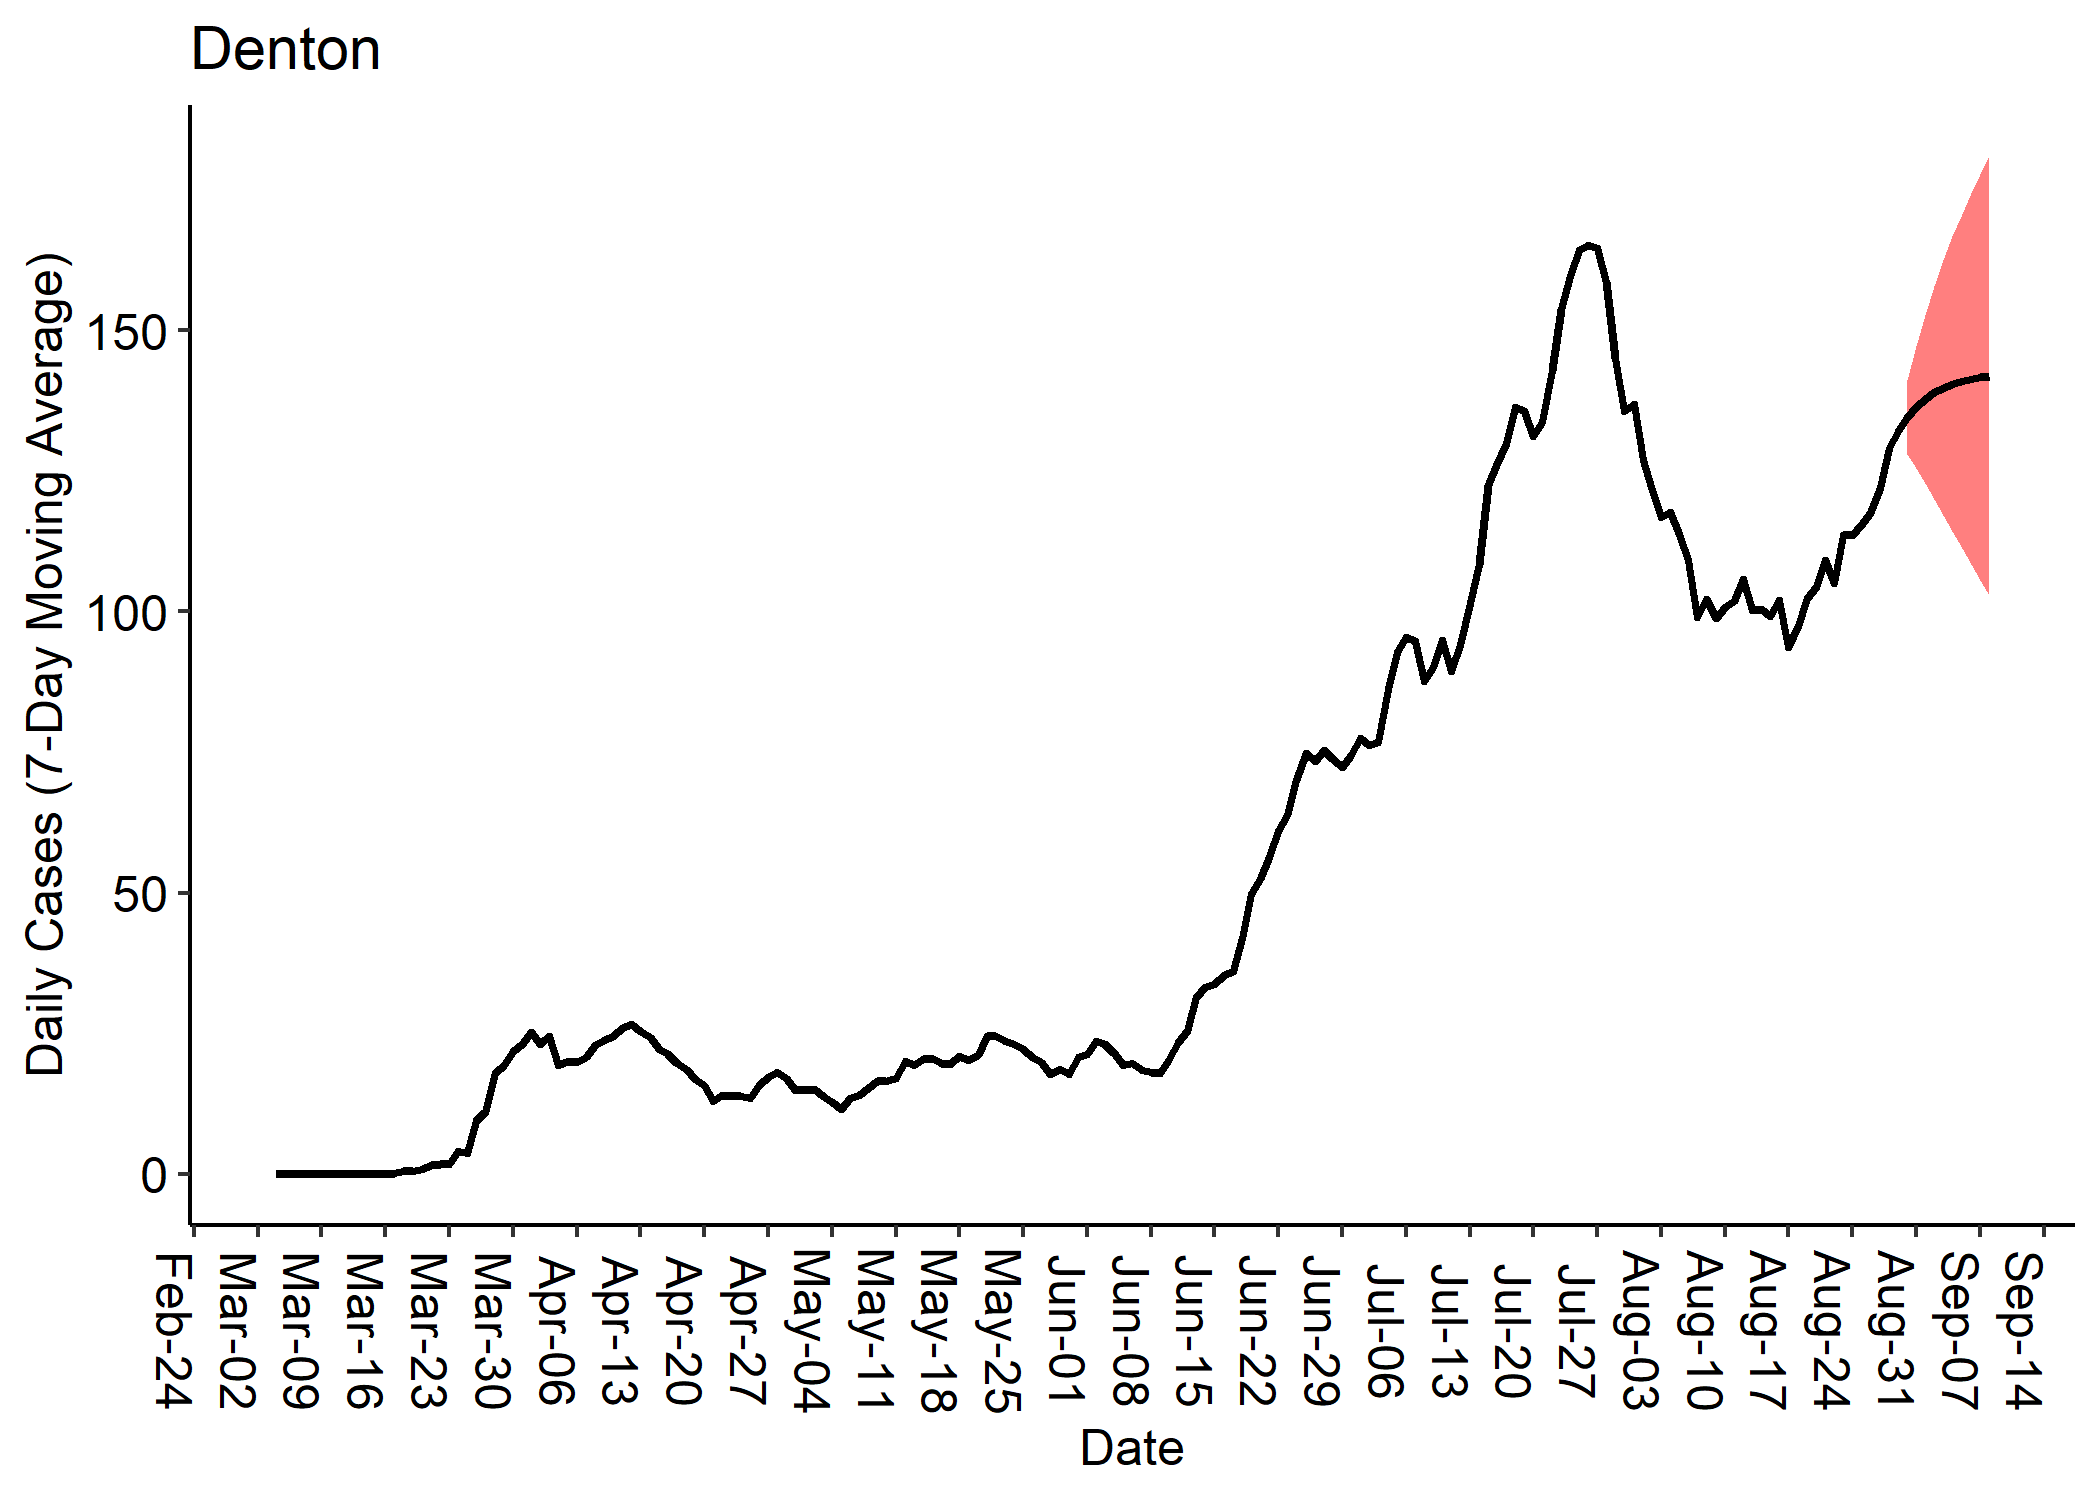 Denton
Daily Cases (7-Day Moving Average)
150
100
50
0
Feb-24
Mar-02
Mar-09
Mar-16
Mar-23
Mar-30
Apr-06
Apr-13
Apr-20
Apr-27
May-04
May-11
May-18
May-25
Jun-01
Jun-08
Jun-15
Jun-22
Jun-29
Jul-06
Jul-13
Jul-20
Jul-27
Aug-03
Aug-10
Aug-17
Aug-24
Aug-31
Sep-07
Sep-14
Date